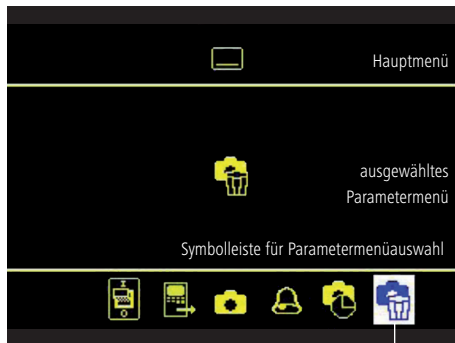 Hauptmenü
ausgewähltes
Parametermenü
Symbolleiste für Parametermenüauswahl